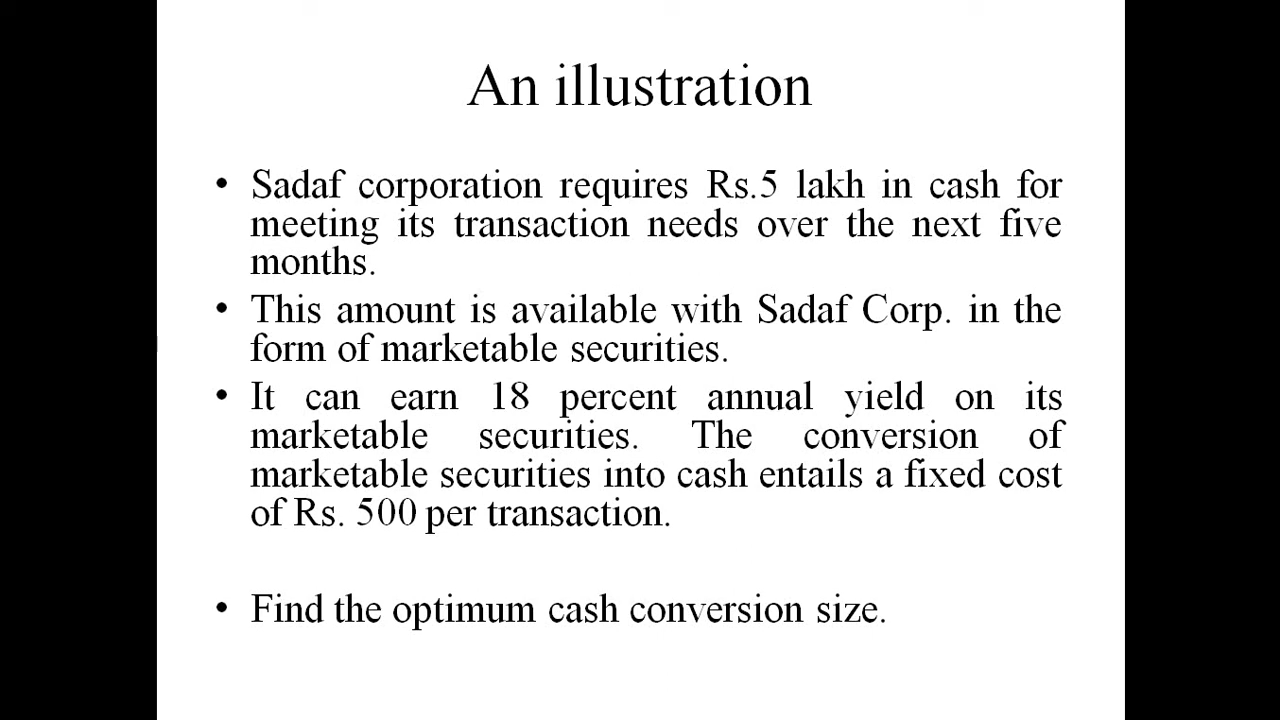 An illustration
• Sadaf corporation requires Rs.5 lakh in cash for
meeting its transaction needs over the next five
months.
• This amount is available with Sadaf Corp. in the
form of marketable securities.
• It can earn 18 percent annual yield on its
marketable securities. The conversion of
marketable securities into cash entails a fixed cost
of Rs. 500 per transaction.
• Find the optimum cash conversion size.